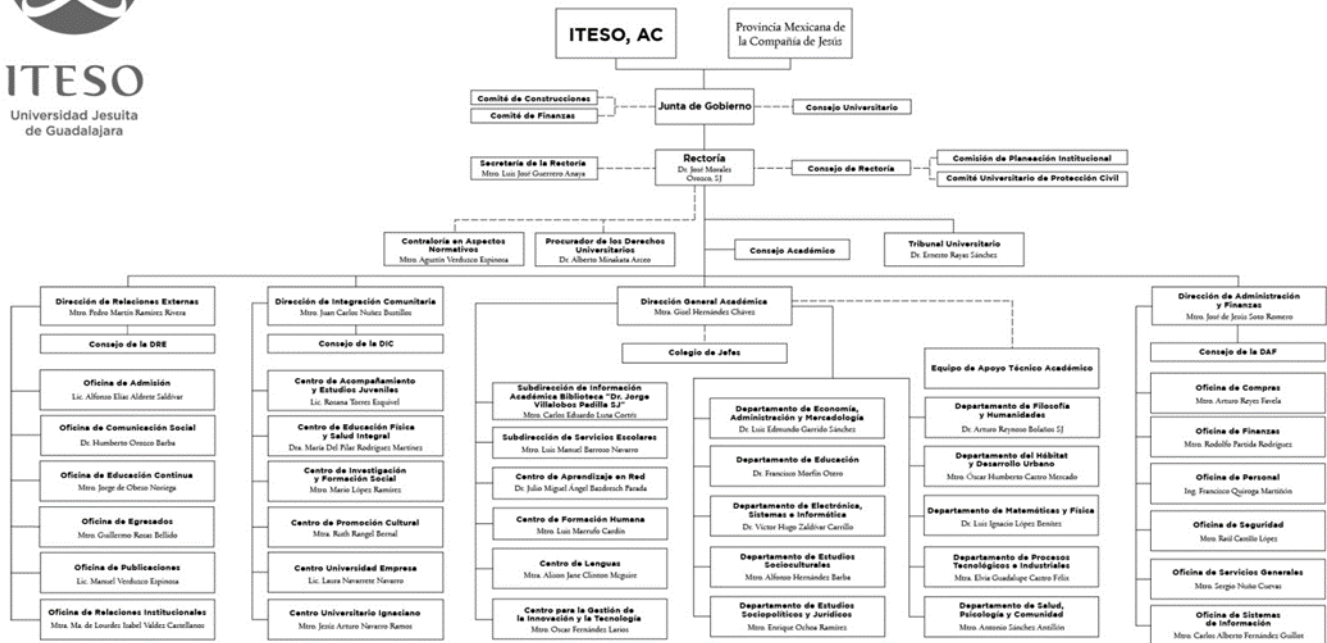 ITESO
Universidad Jesuita
de Guadalajara
ITESO, AC
Provincia Mexicana de
la Compañía de Jesús
Comité de Construcciones
Comité de Finanzas
Junta de Gobierno
Consejo Universitario
Secretaría de la Rectoría
Mtro. Luis José Guerrero Anaya
Rectoría
Dr. José Morales
Orozco, SJ
Consejo de Rectoría
Comisión de Planeación Institucional
Comité Universitario de Protección Civil
Contraloría en Aspectos
Normativos
Mtro. Agustín Verduzco Espinosa
Procurador de los Derechos
Universitarios
Dr. Alberto Minakata Arceo
Consejo Académico
Tribunal Universitario
Dr. Ernesto Rayas Sánchez
Dirección de Relaciones Externas
Mtro. Pedro Martín Ramírez Rivera
Consejo de la DRE
Oficina de Admisión
Lic. Alfonso Elías Aldrete Saldívar
Oficina de Comunicación Social
Dr. Humberto Orozco Barba
Oficina de Educación Continua
Mtro. Jorge de Obeso Noriega
Oficina de Egresados
Mtro. Guillermo Rosas Bellido
Oficina de Publicaciones
Lic. Manuel Verduzco Espinosa
Oficina de Relaciones Institucionales
Mtra. Ma. de Lourdes Isabel Valdez Castellanos
Dirección de Integración Comunitaria
Mtro. Juan Carlos Nuñez Bustillos
Consejo de la DIC
Centro de Acompañamiento
y Estudios Juveniles
Lic. Rosana Torres Esquivel
Centro de Educación Física
y Salud Integral
Dra. María Del Pilar Rodríguez Martínez
Centro de Investigación
y Formación Social
Mtro. Mario López Ramírez
Centro de Promoción Cultural
Mtra. Ruth Rangel Bernal
Centro Universidad Empresa
Lic. Laura Navarrete Navarro
Centro Universitario Ignaciano
Mtro. Jesús Arturo Navarro Ramos
Dirección General Académica
Mtra. Gisel Hernández Chávez
Colegio de Jefes
Subdirección de Información
Académica Biblioteca "Dr. Jorge
Villalobos Padilla SJ"
Mtro. Carlos Eduardo Luna Cortés
Subdirección de Servicios Escolares
Mtro. Luis Manuel Barroso Navarro
Centro de Aprendizaje en Red
Dr. Julio Miguel Ángel Bazdresch Parada
Centro de Formación Humana
Mtro. Luis Marrufo Cardín
Centro de Lenguas
Mtra. Alison Jane Clinton Mcguire
Centro para la Gestión de
la Innovación y la Tecnología
Mtro. Oscar Fernández Larios
Departamento de Economía,
Administración y Mercadología
Dr. Luis Edmundo Garrido Sánchez
Departamento de Educación
Dr. Francisco Morfín Otero
Departamento de Electrónica,
Sistemas e Informática
Dr. Víctor Hugo Zaldívar Carrillo
Departamento de Estudios
Socioculturales
Mtro. Alfonso Hernández Barba
Departamento de Estudios
Sociopolíticos y Jurídicos
Mtro. Enrique Ochoa Ramírez
Equipo de Apoyo Técnico Académico
Departamento de Filosofía
y Humanidades
Dr. Arturo Reynoso Bolaños SJ
Departamento del Hábitat
y Desarrollo Urbano
Mtro. Óscar Humberto Castro Mercado
Departamento de Matemáticas y Física
Dr. Luis Ignacio López Benítez
Departamento de Procesos
Tecnológicos e Industriales
Mtra. Elvia Guadalupe Castro Félix
Departamento de Salud,
Psicología y Comunidad
Mtro. Antonio Sánchez Antillón
Dirección de Administración
y Finanzas
Mtro. José de Jesús Soto Romero
Consejo de la DAF
Oficina de Compras
Mtro. Arturo Reyes Favela
Oficina de Finanzas
Mtro. Rodolfo Partida Rodríguez
Oficina de Personal
Ing. Francisco Quiroga Martiñón
Oficina de Seguridad
Mtro. Raúl Castillo López
Oficina de Servicios Generales
Mtro. Sergio Nuño Cuevas
Oficina de Sistemas
de Información
Mtro. Carlos Alberto Fernández Guillot